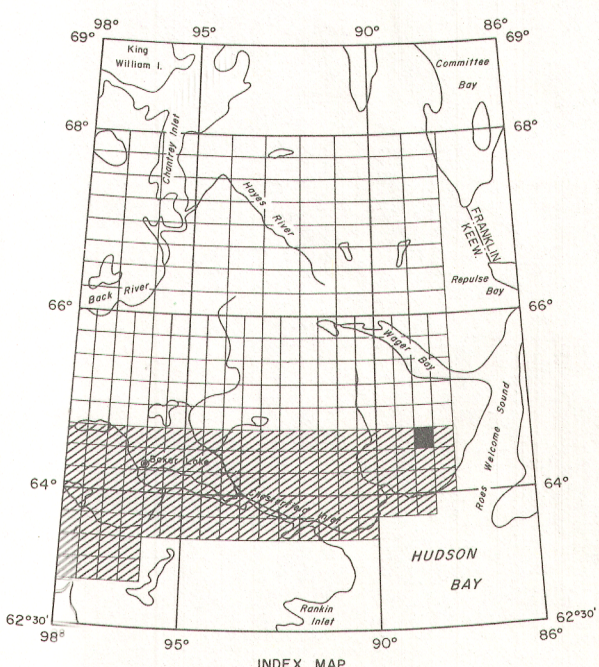 98° 95° 90° 86°
69° 69°
King
William I.
Committee
Bay
68° 68°
Chantrey Inlet
Hayes River
FRANKLIN
KEEW.
Repulse
Bay
Back River
66° 66°
Wager Bay
Roes Welcome Sound
Baker Lake
64° 64°
Chesterfield Inlet
HUDSON
BAY
Rankin
Inlet
62°30' 62°30'
98° 95° 90° 86°
INDEX MAP